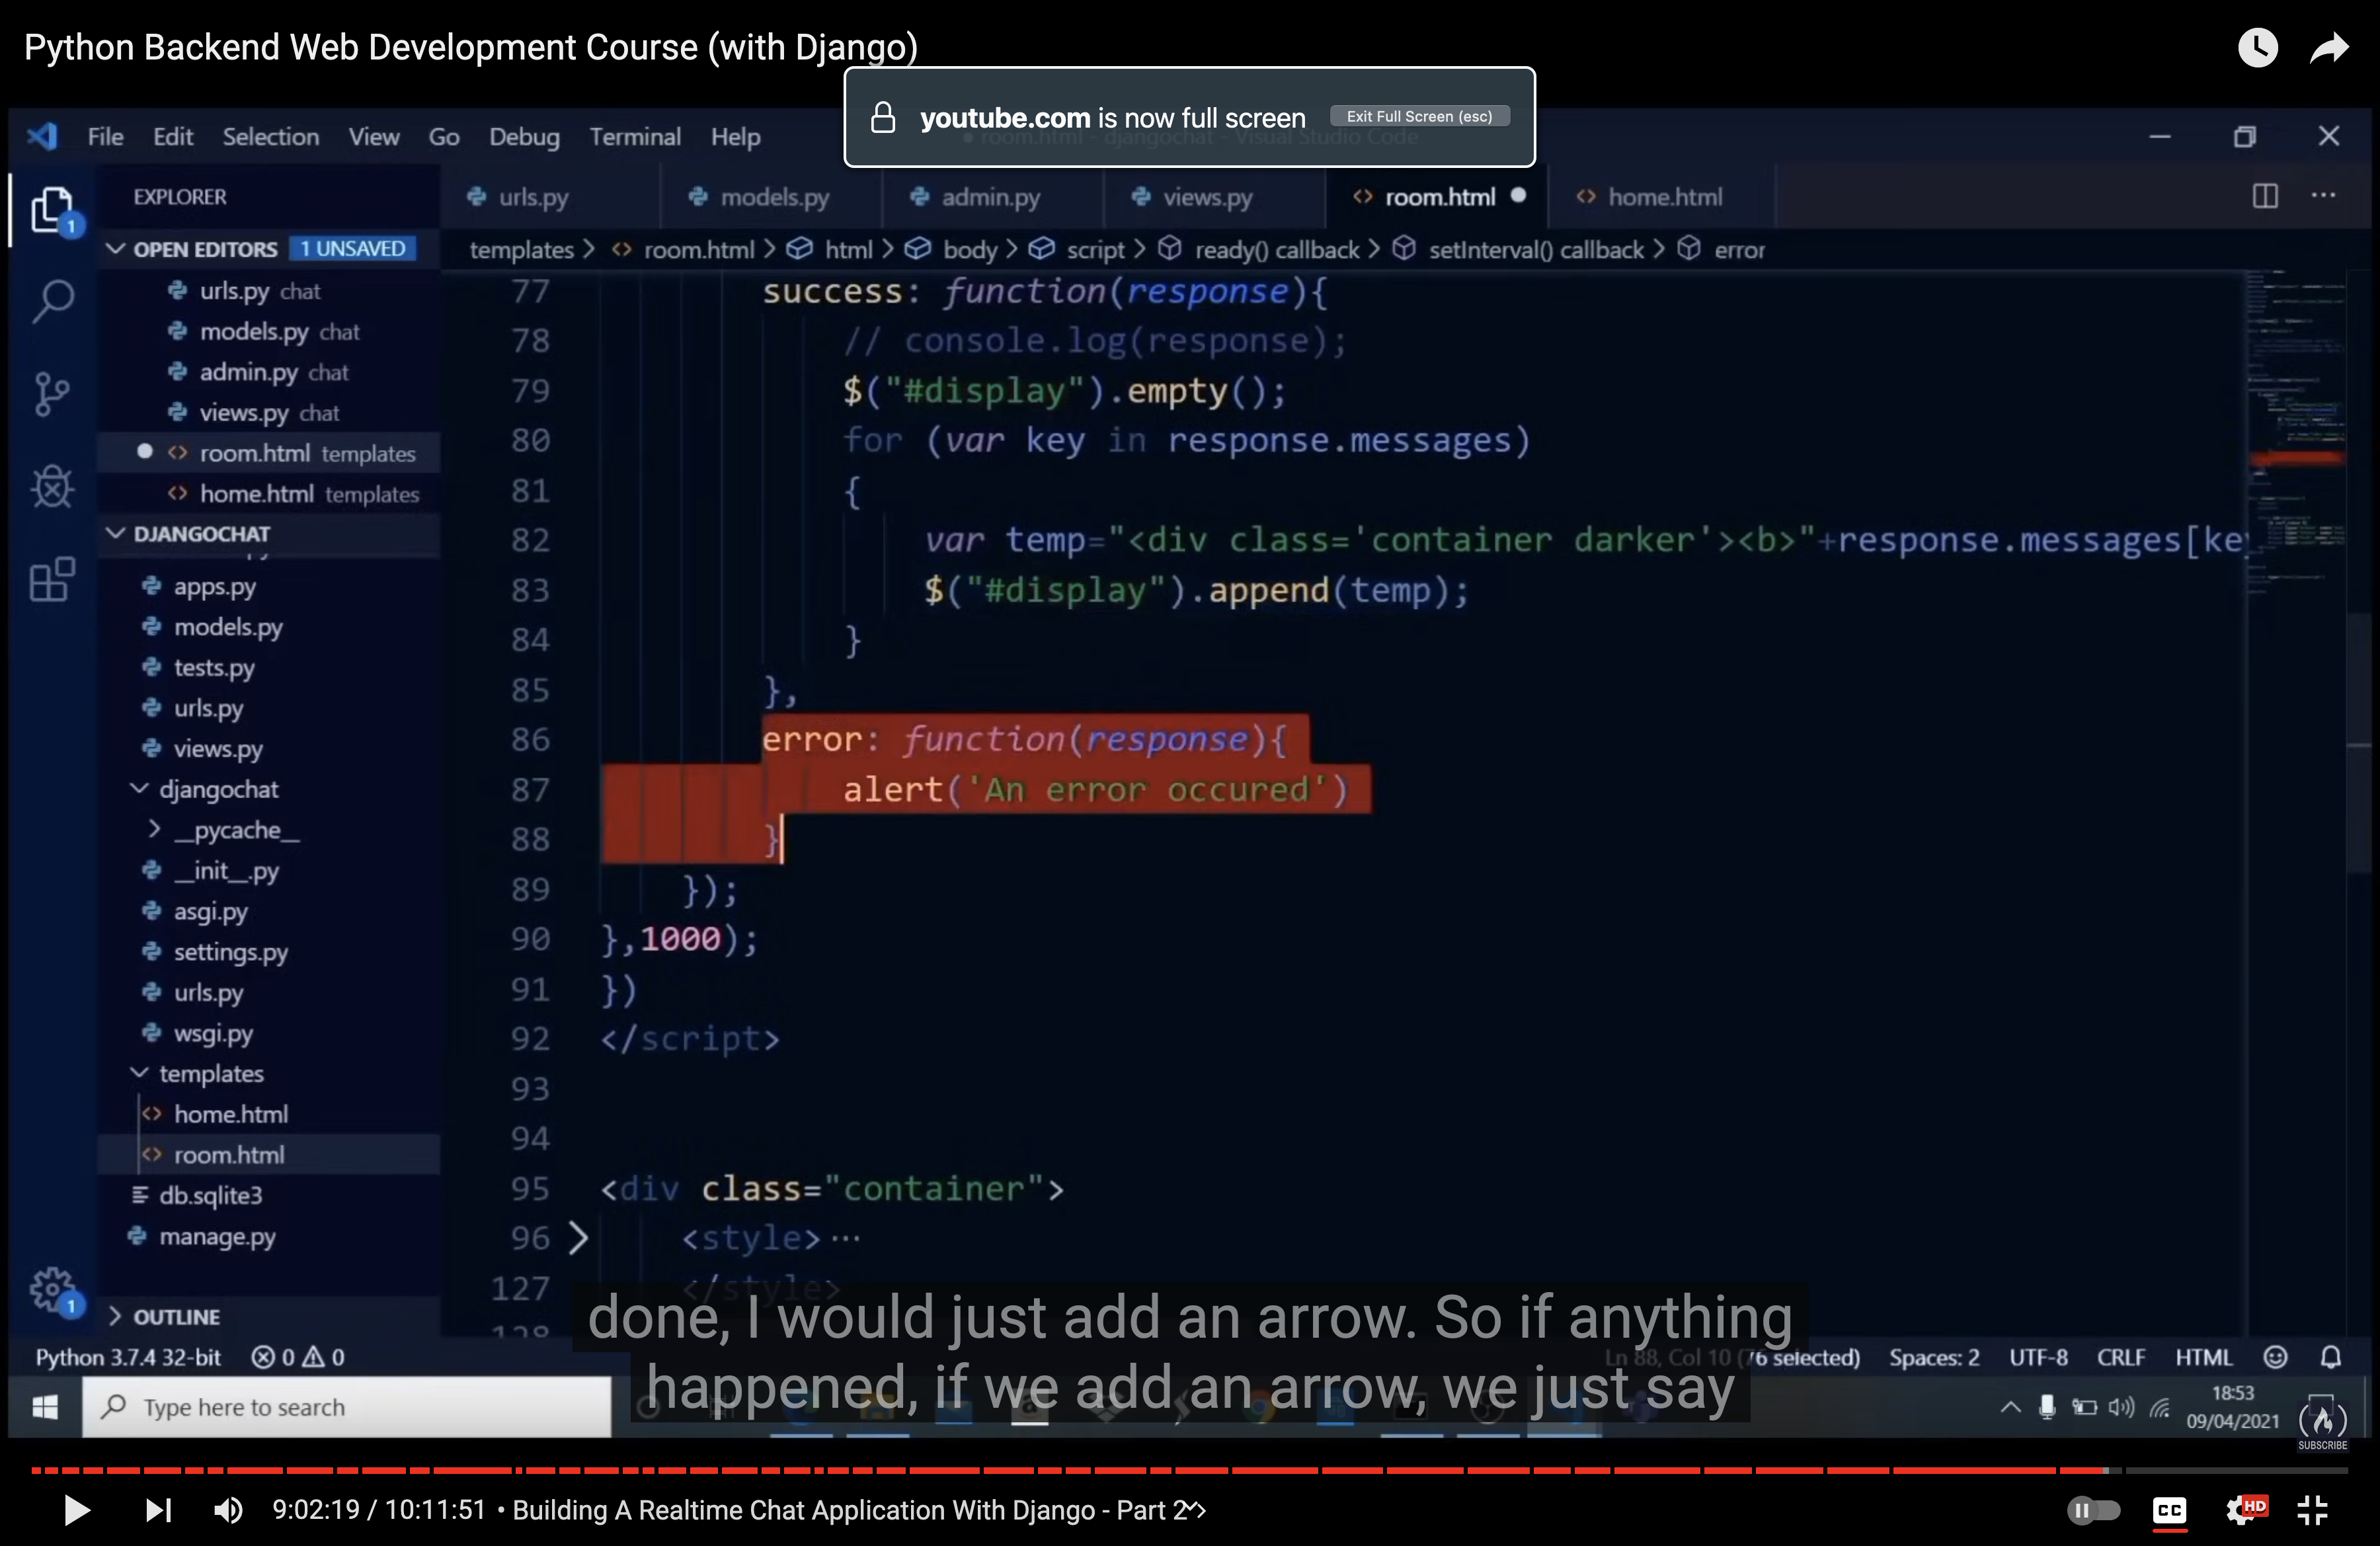 Python Backend Web Development Course (with Django)
youtube.com is now full screen Exit Full Screen (esc)
File Edit Selection View Go Debug Terminal Help
room.html - djangochat - Visual Studio Code
EXPLORER
OPEN EDITORS 1 UNSAVED
urls.py chat
models.py chat
admin.py chat
views.py chat
room.html templates
home.html templates
DJANGOCHAT
apps.py
models.py
tests.py
urls.py
views.py
djangochat
__pycache__
__init__.py
asgi.py
settings.py
urls.py
wsgi.py
templates
home.html
room.html
db.sqlite3
manage.py
OUTLINE
1
1
urls.py models.py admin.py views.py room.html home.html
templates > room.html > html > body > script > ready() callback > setInterval() callback > error
77 success: function(response){
78 // console.log(response);
79 $("#display").empty();
80 for (var key in response.messages)
81 {
82 var temp="<div class='container darker'><b>"+response.messages[key
83 $("#display").append(temp);
84 }
85 },
86 error: function(response){
87 alert('An error occured')
88 }
89 });
90 },1000);
91 })
92 </script>
93
94
95 <div class="container">
96 <style>...
127 </style>
128
done, I would just add an arrow. So if anything
happened, if we add an arrow, we just say
Python 3.7.4 32-bit 0 0 Ln 88, Col 10 (76 selected) Spaces: 2 UTF-8 CRLF HTML
Type here to search
18:53
09/04/2021
SUBSCRIBE
9:02:19 / 10:11:51 • Building A Realtime Chat Application With Django - Part 2
CC HD